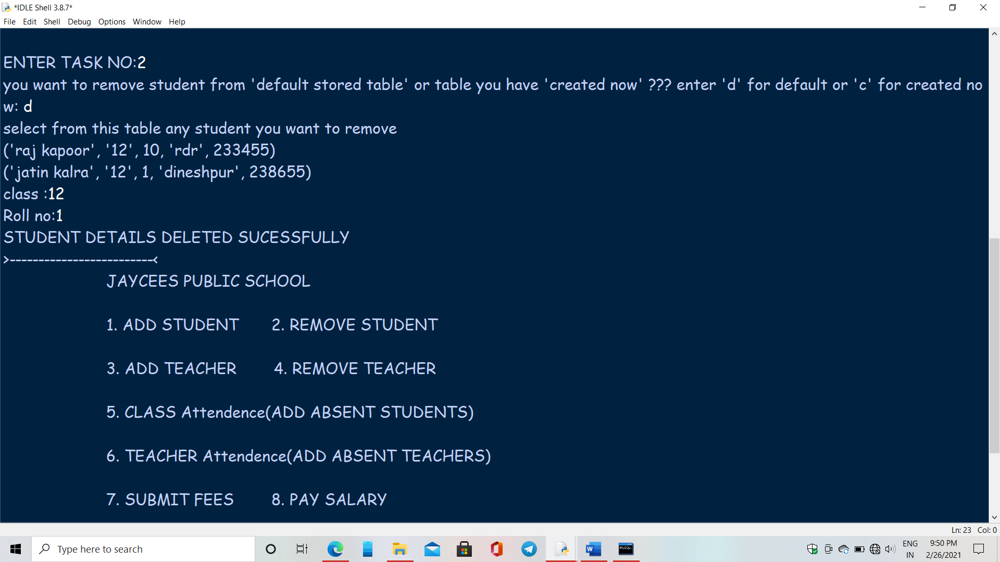 *IDLE Shell 3.8.7*
File Edit Shell Debug Options Window Help
ENTER TASK NO:2
you want to remove student from 'default stored table' or table you have 'created now' ??? enter 'd' for default or 'c' for created no
w: d
select from this table any student you want to remove
('raj kapoor', '12', 10, 'rdr', 233455)
('jatin kalra', '12', 1, 'dineshpur', 238655)
class :12
Roll no:1
STUDENT DETAILS DELETED SUCESSFULLY
>-------------------------<
JAYCEES PUBLIC SCHOOL
1. ADD STUDENT 2. REMOVE STUDENT
3. ADD TEACHER 4. REMOVE TEACHER
5. CLASS Attendence(ADD ABSENT STUDENTS)
6. TEACHER Attendence(ADD ABSENT TEACHERS)
7. SUBMIT FEES 8. PAY SALARY
Ln: 23 Col: 0
Type here to search
W
MySQL
ENG
IN
9:50 PM
2/26/2021